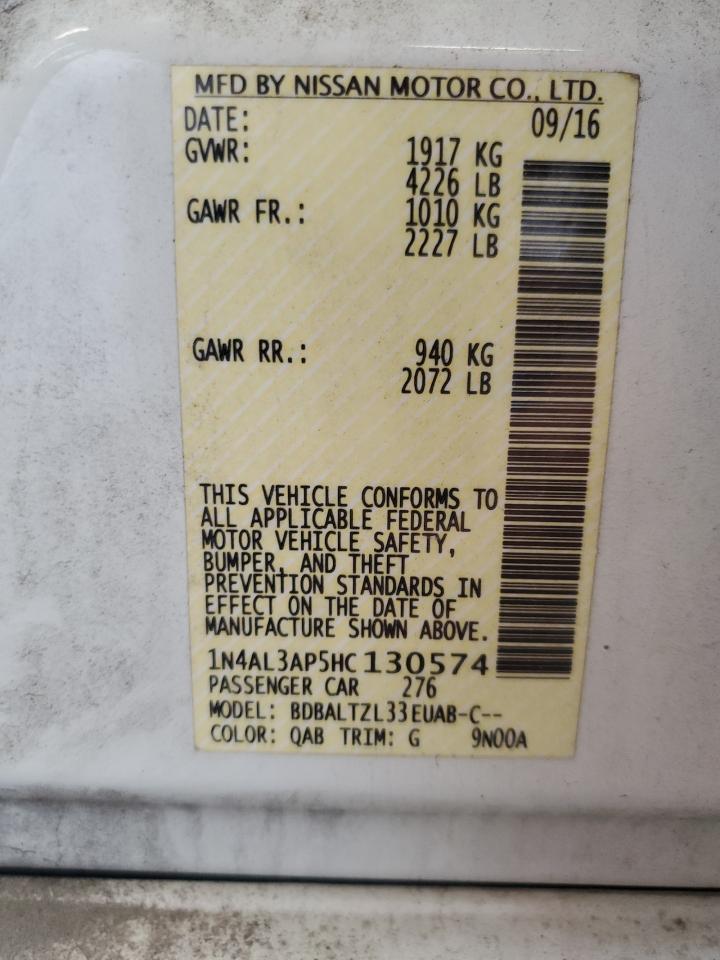 MFD BY NISSAN MOTOR CO., LTD.
DATE: 09/16
GVWR: 1917 KG
4226 LB
GAWR FR.: 1010 KG
2227 LB
GAWR RR.: 940 KG
2072 LB
THIS VEHICLE CONFORMS TO
ALL APPLICABLE FEDERAL
MOTOR VEHICLE SAFETY,
BUMPER, AND THEFT
PREVENTION STANDARDS IN
EFFECT ON THE DATE OF
MANUFACTURE SHOWN ABOVE.
1N4AL3AP5HC130574
PASSENGER CAR 276
MODEL: BDBALTZL33EUAB-C--
COLOR: QAB TRIM: G 9N00A